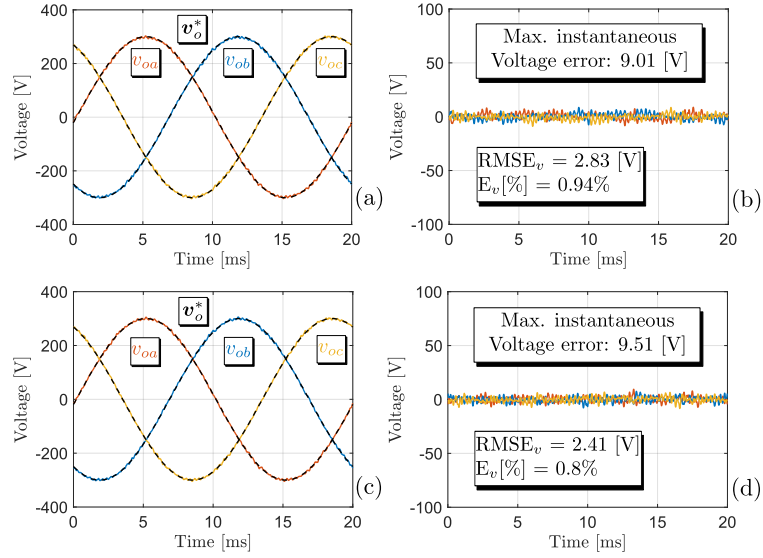 400
200
0
-200
-400
Voltage [V]
v*o
voa
vob
voc
0
5
10
15
20
Time [ms]
(a)
100
50
0
-50
-100
Voltage [V]
Max. instantaneous
Voltage error: 9.01 [V]
RMSEv = 2.83 [V]
Ev[%] = 0.94%
0
5
10
15
20
Time [ms]
(b)
400
200
0
-200
-400
Voltage [V]
v*o
voa
vob
voc
0
5
10
15
20
Time [ms]
(c)
100
50
0
-50
-100
Voltage [V]
Max. instantaneous
Voltage error: 9.51 [V]
RMSEv = 2.41 [V]
Ev[%] = 0.8%
0
5
10
15
20
Time [ms]
(d)